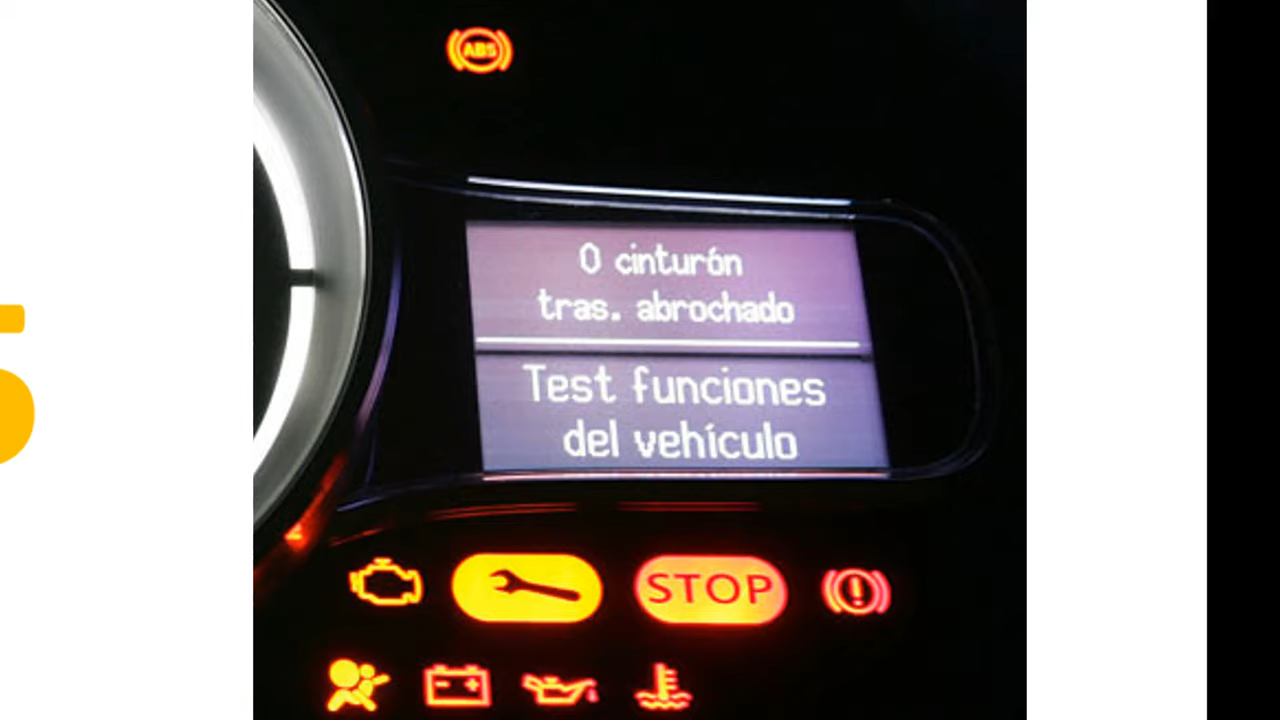 ABS
0 cinturón
tras. abrochado
Test funciones
del vehículo
STOP